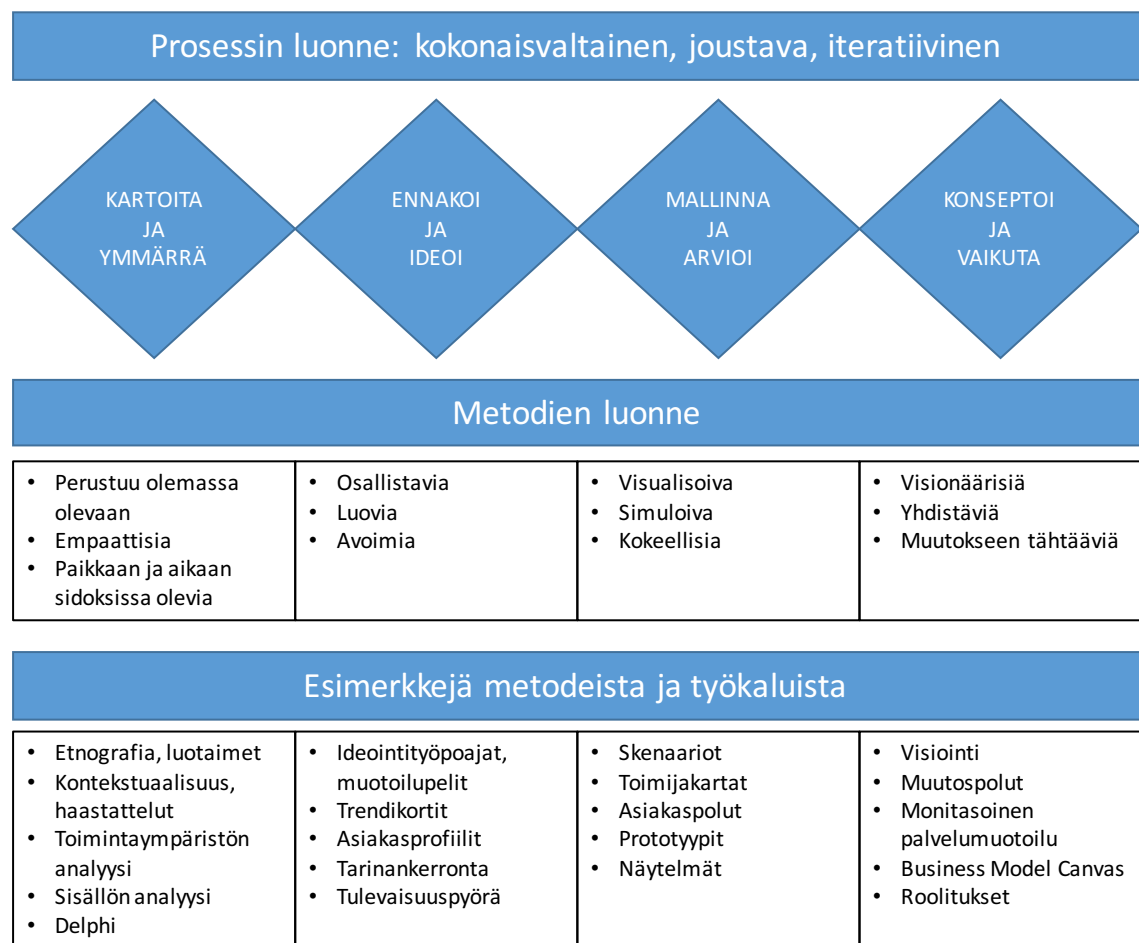 Prosessin luonne: kokonaisvaltainen, joustava, iteratiivinen
KARTOITA
JA
YMMÄRRÄ
ENNAKOI
JA
IDEOI
MALLINNA
JA
ARVIOI
KONSEPTOI
JA
VAIKUTA
Metodien luonne
• Perustuu olemassa
olevaan
• Empaattisia
• Paikkaan ja aikaan
sidoksissa olevia
• Osallistavia
• Luovia
• Avoimia
• Visualisoiva
• Simuloiva
• Kokeellisia
• Visionäärisiä
• Yhdistäviä
• Muutokseen tähtääviä
Esimerkkejä metodeista ja työkaluista
• Etnografia, luotaimet
• Kontekstuaalisuus,
haastattelut
• Toimintaympäristön
analyysi
• Sisällön analyysi
• Delphi
• Ideointityöpoajat,
muotoilupelit
• Trendikortit
• Asiakasprofiilit
• Tarinankerronta
• Tulevaisuuspyörä
• Skenaariot
• Toimijakartat
• Asiakaspolut
• Prototyypit
• Näytelmät
• Visiointi
• Muutospolut
• Monitasoinen
palvelumuotoilu
• Business Model Canvas
• Roolitukset